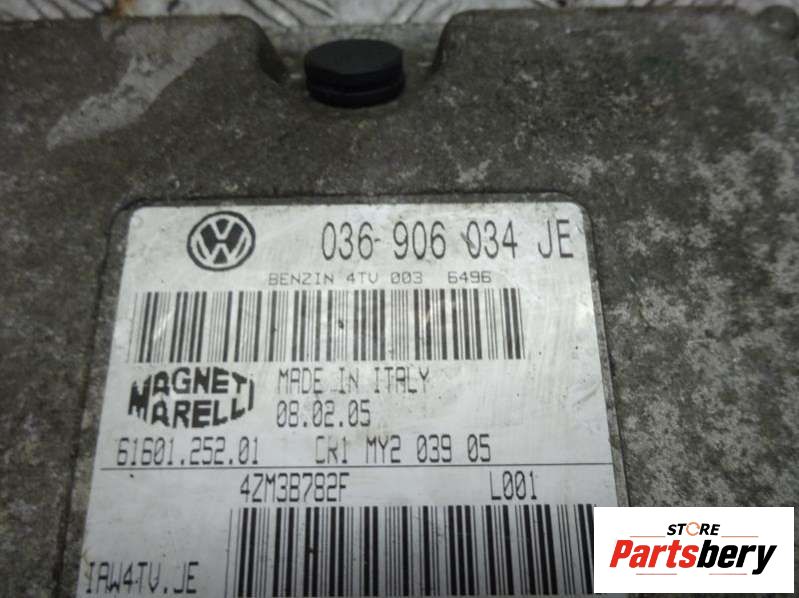 036 906 034 JE
BENZIN 4TV 003 6496
MAGNETI
MARELLI
MADE IN ITALY
08.02.05
61601.252.01 CH1 MY2 039 05
4ZM3B782F L001
IAW4TV.JE
STORE
Partsbery